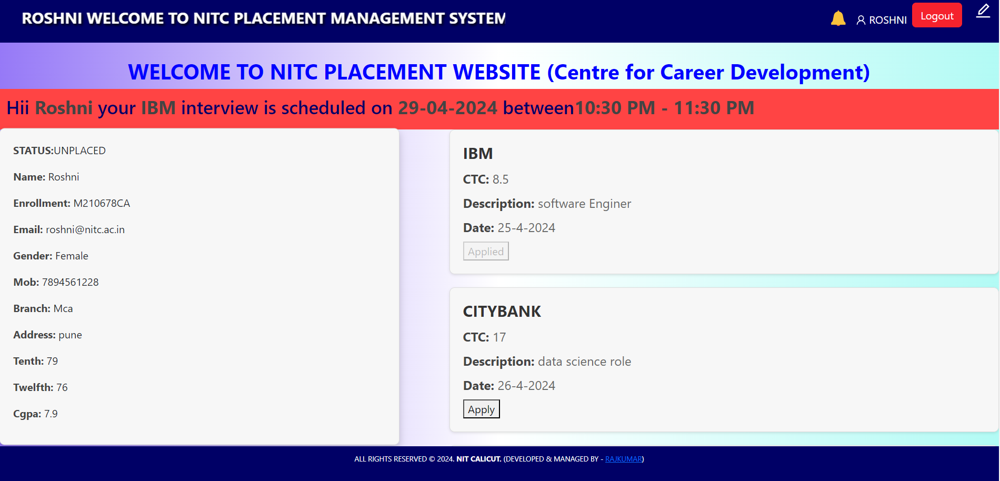 ROSHNI WELCOME TO NITC PLACEMENT MANAGEMENT SYSTEM
ROSHNI
Logout
WELCOME TO NITC PLACEMENT WEBSITE (Centre for Career Development)
Hii Roshni your IBM interview is scheduled on 29-04-2024 between10:30 PM - 11:30 PM
STATUS:UNPLACED
Name: Roshni
Enrollment: M210678CA
Email: roshni@nitc.ac.in
Gender: Female
Mob: 7894561228
Branch: Mca
Address: pune
Tenth: 79
Twelfth: 76
Cgpa: 7.9
IBM
CTC: 8.5
Description: software Enginer
Date: 25-4-2024
Applied
CITYBANK
CTC: 17
Description: data science role
Date: 26-4-2024
Apply
ALL RIGHTS RESERVED © 2024. NIT CALICUT. (DEVELOPED & MANAGED BY - RAJKUMAR)